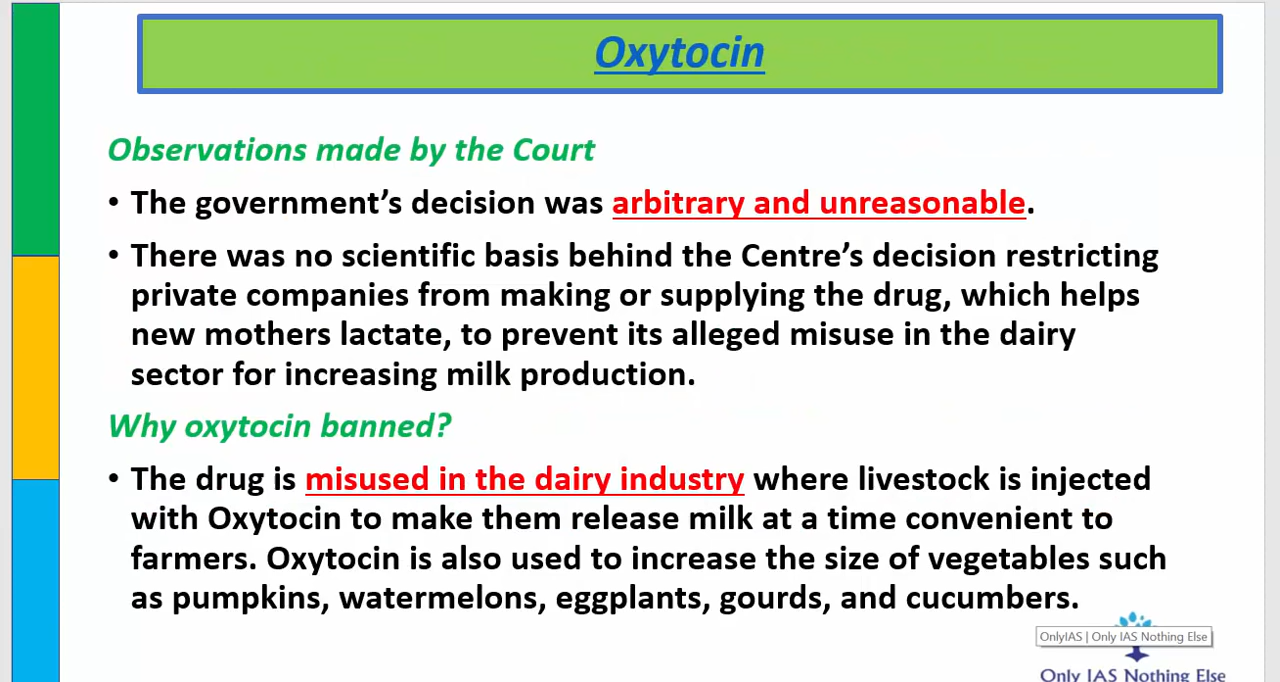 Oxytocin
Observations made by the Court
• The government’s decision was arbitrary and unreasonable.
• There was no scientific basis behind the Centre’s decision restricting
private companies from making or supplying the drug, which helps
new mothers lactate, to prevent its alleged misuse in the dairy
sector for increasing milk production.
Why oxytocin banned?
• The drug is misused in the dairy industry where livestock is injected
with Oxytocin to make them release milk at a time convenient to
farmers. Oxytocin is also used to increase the size of vegetables such
as pumpkins, watermelons, eggplants, gourds, and cucumbers.
OnlyIAS | Only IAS Nothing Else
Only IAS Nothing Else